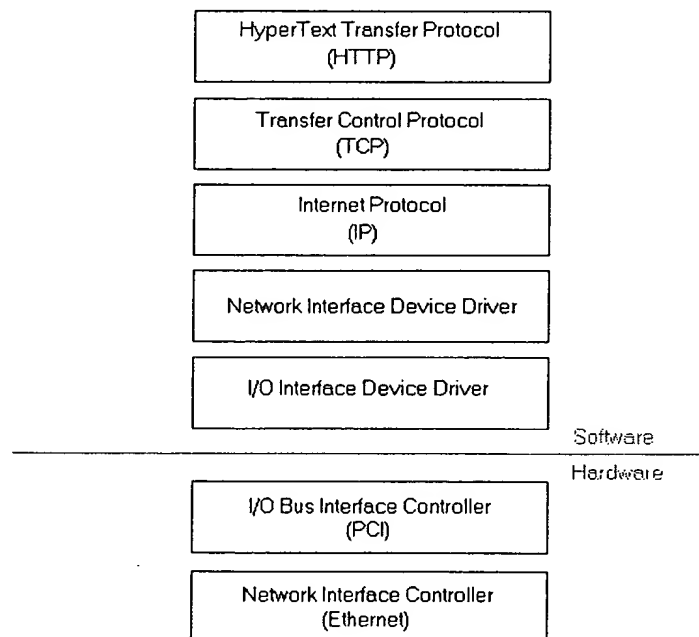 HyperText Transfer Protocol
(HTTP)
Transfer Control Protocol
(TCP)
Internet Protocol
(IP)
Network Interface Device Driver
I/O Interface Device Driver
Software
Hardware
I/O Bus Interface Controller
(PCI)
Network Interface Controller
(Ethernet)